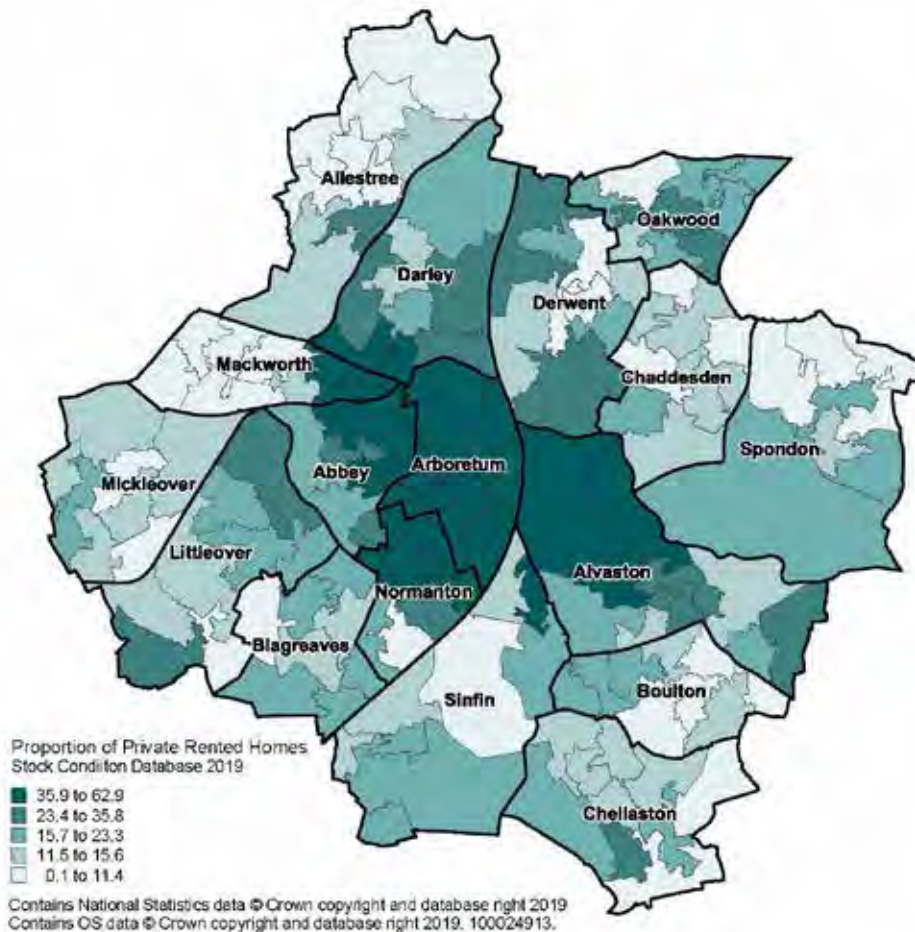 Allestree
Oakwood
Darley
Derwent
Mackworth
Chaddesden
Spondon
Abbey
Arboretum
Mickleover
Littleover
Alvaston
Normanton
Blagreaves
Boulton
Sinfin
Chellaston
Proportion of Private Rented Homes
Stock Condition Database 2019
35.9 to 62.9
23.4 to 35.8
15.7 to 23.3
11.5 to 15.6
0.1 to 11.4
Contains National Statistics data © Crown copyright and database right 2019
Contains OS data © Crown copyright and database right 2019. 100024913.